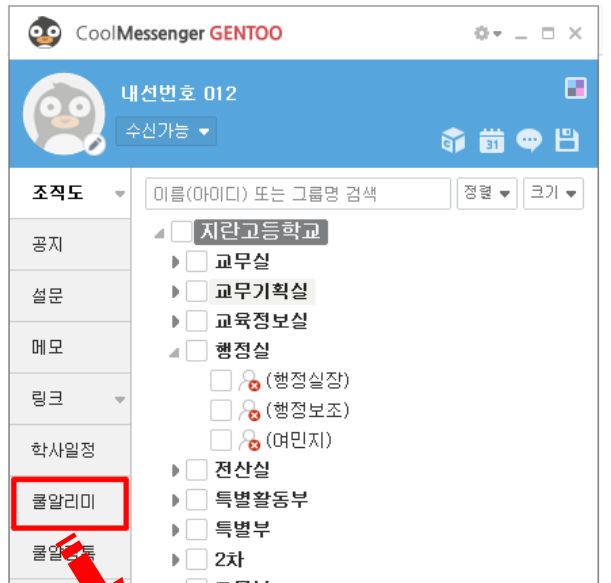 CoolMessenger GENTOO
내선번호 012
수신가능
31
조직도
이름(아이디) 또는 그룹명 검색
정렬
크기
지란고등학교
공지
교무실
설문
교무기획실
교육정보실
메모
행정실
링크
(행정실장)
(행정보조)
학사일정
(여민지)
전산실
쿨알리미
특별활동부
특별부
2차